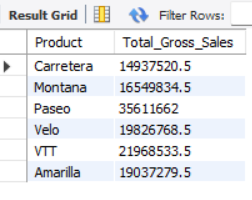 Result Grid Filter Rows:
Product Total_Gross_Sales
Carretera 14937520.5
Montana 16549834.5
Paseo 35611662
Velo 19826768.5
VTT 21968533.5
Amarilla 19037279.5